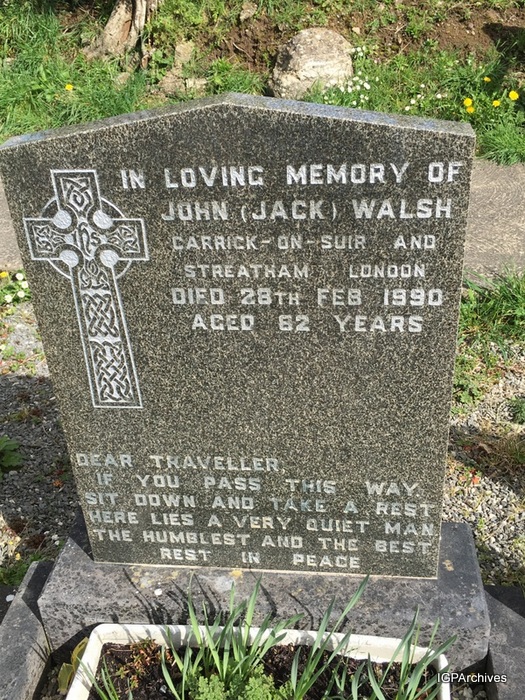 IN LOVING MEMORY OF
JOHN (JACK) WALSH
CARRICK-ON-SUIR AND
STREATHAM LONDON
DIED 28TH FEB 1990
AGED 62 YEARS
IHS
DEAR TRAVELLER,
IF YOU PASS THIS WAY,
SIT DOWN AND TAKE A REST
HERE LIES A VERY QUIET MAN
THE HUMBLEST AND THE BEST
REST IN PEACE
IGPArchives